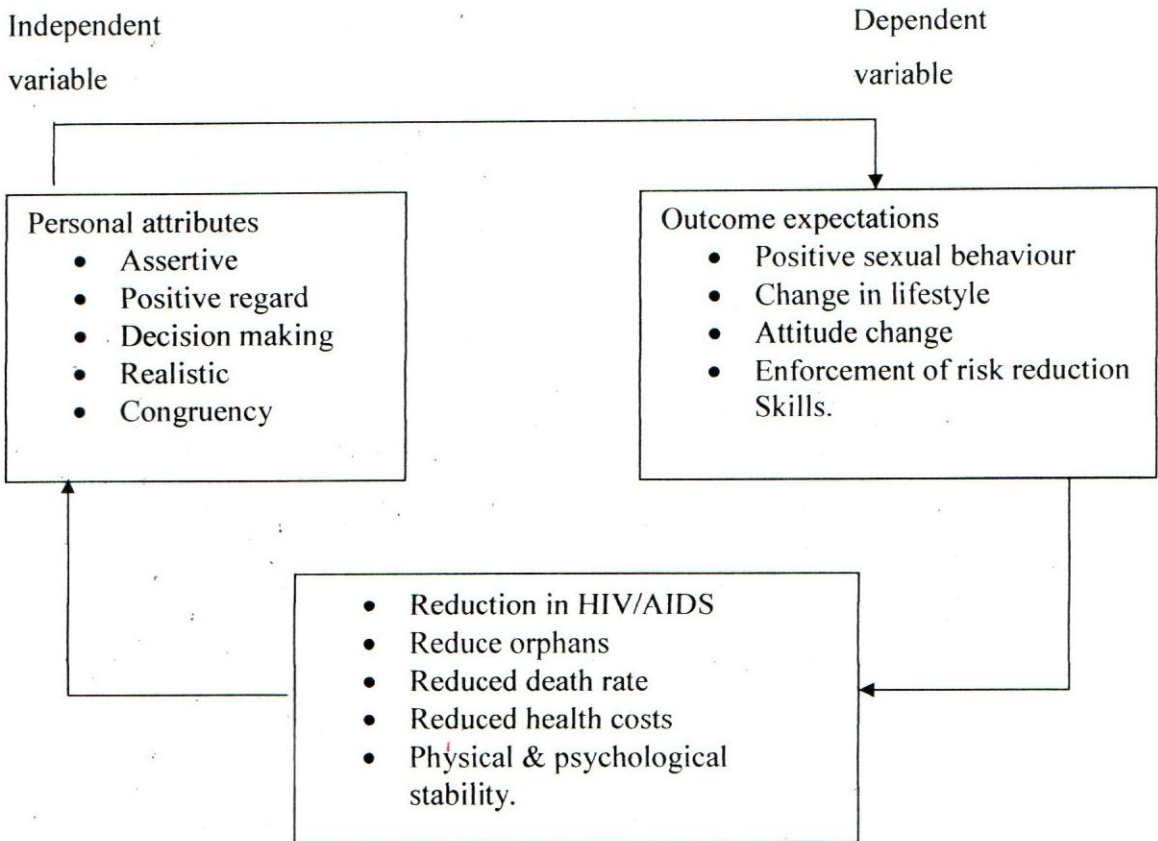 Independent
variable
Dependent
variable
Personal attributes
• Assertive
• Positive regard
• Decision making
• Realistic
• Congruency
Outcome expectations
• Positive sexual behaviour
• Change in lifestyle
• Attitude change
• Enforcement of risk reduction
Skills.
• Reduction in HIV/AIDS
• Reduce orphans
• Reduced death rate
• Reduced health costs
• Physical & psychological
stability.